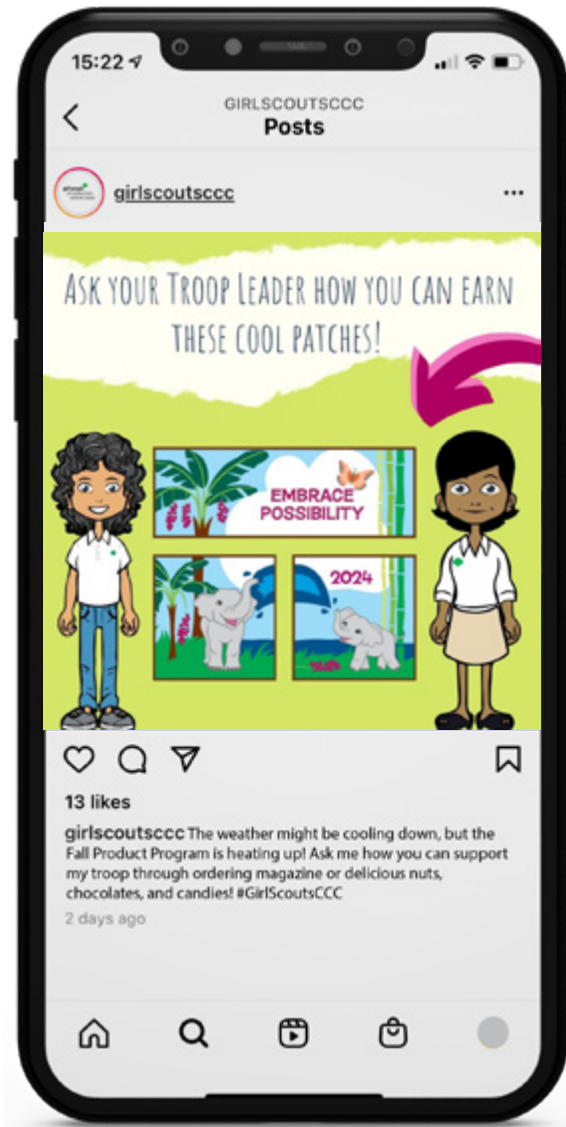 15:22
GIRLSCOUTSCCC
Posts
girlscoutsccc
ASK YOUR TROOP LEADER HOW YOU CAN EARN
THESE COOL PATCHES!
EMBRACE
POSSIBILITY
2024
13 likes
girlscoutsccc The weather might be cooling down, but the
Fall Product Program is heating up! Ask me how you can support
my troop through ordering magazine or delicious nuts,
chocolates, and candies! #GirlScoutsCCC
2 days ago